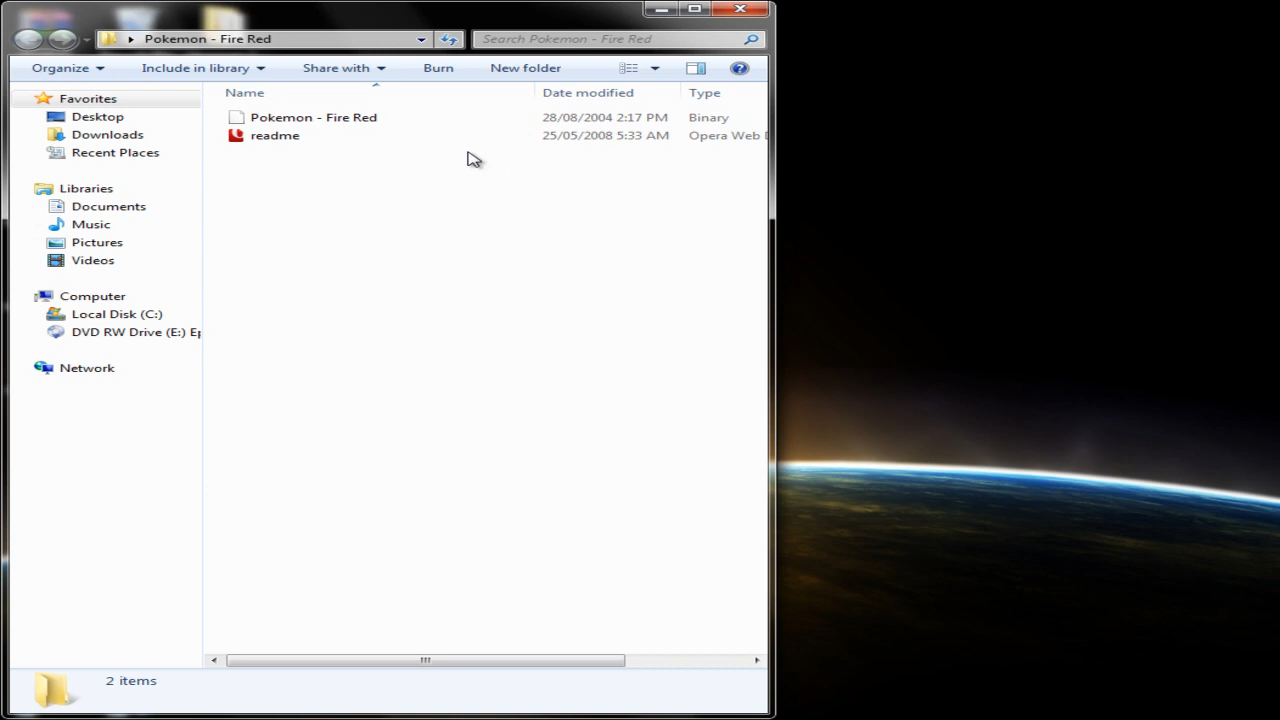 Pokemon - Fire Red
Search Pokemon - Fire Red
Organize Include in library Share with Burn New folder
Name Date modified Type
Favorites
Pokemon - Fire Red 28/08/2004 2:17 PM Binary
Desktop
readme 25/05/2008 5:33 AM Opera Web
Downloads
Recent Places
Libraries
Documents
Music
Pictures
Videos
Computer
Local Disk (C:)
DVD RW Drive (E:) Ep
Network
2 items